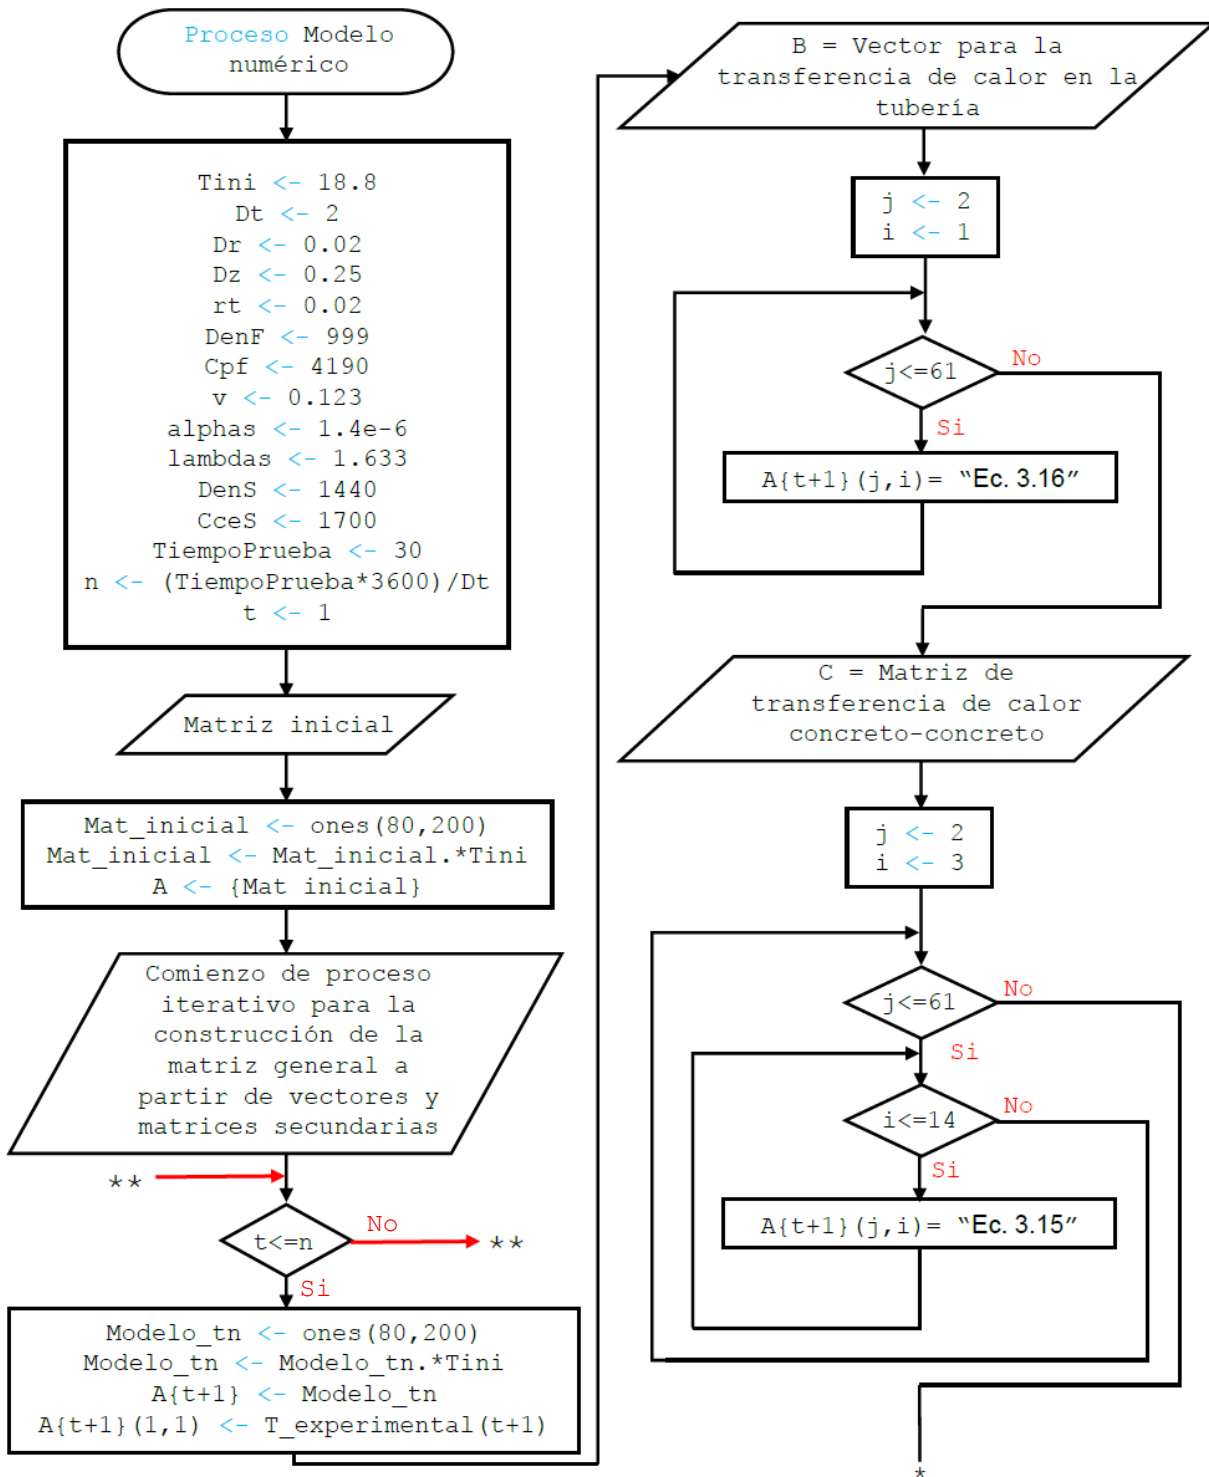 Proceso Modelo
numérico
Tini <- 18.8
Dt <- 2
Dr <- 0.02
Dz <- 0.25
rt <- 0.02
DenF <- 999
Cpf <- 4190
v <- 0.123
alphas <- 1.4e-6
lambdas <- 1.633
DenS <- 1440
CceS <- 1700
TiempoPrueba <- 30
n <- (TiempoPrueba*3600)/Dt
t <- 1
Matriz inicial
Mat_inicial <- ones(80,200)
Mat_inicial <- Mat_inicial.*Tini
A <- {Mat inicial}
Comienzo de proceso
iterativo para la
construcción de la
matriz general a
partir de vectores y
matrices secundarias
**
t<=n
No
**
Si
Modelo_tn <- ones(80,200)
Modelo_tn <- Modelo_tn.*Tini
A{t+1} <- Modelo_tn
A{t+1}(1,1) <- T_experimental(t+1)
B = Vector para la
transferencia de calor en la
tubería
j <- 2
i <- 1
j<=61
No
Si
A{t+1}(j,i)= “Ec. 3.16”
C = Matriz de
transferencia de calor
concreto-concreto
j <- 2
i <- 3
j<=61
No
Si
i<=14
No
Si
A{t+1}(j,i)= “Ec. 3.15”
*